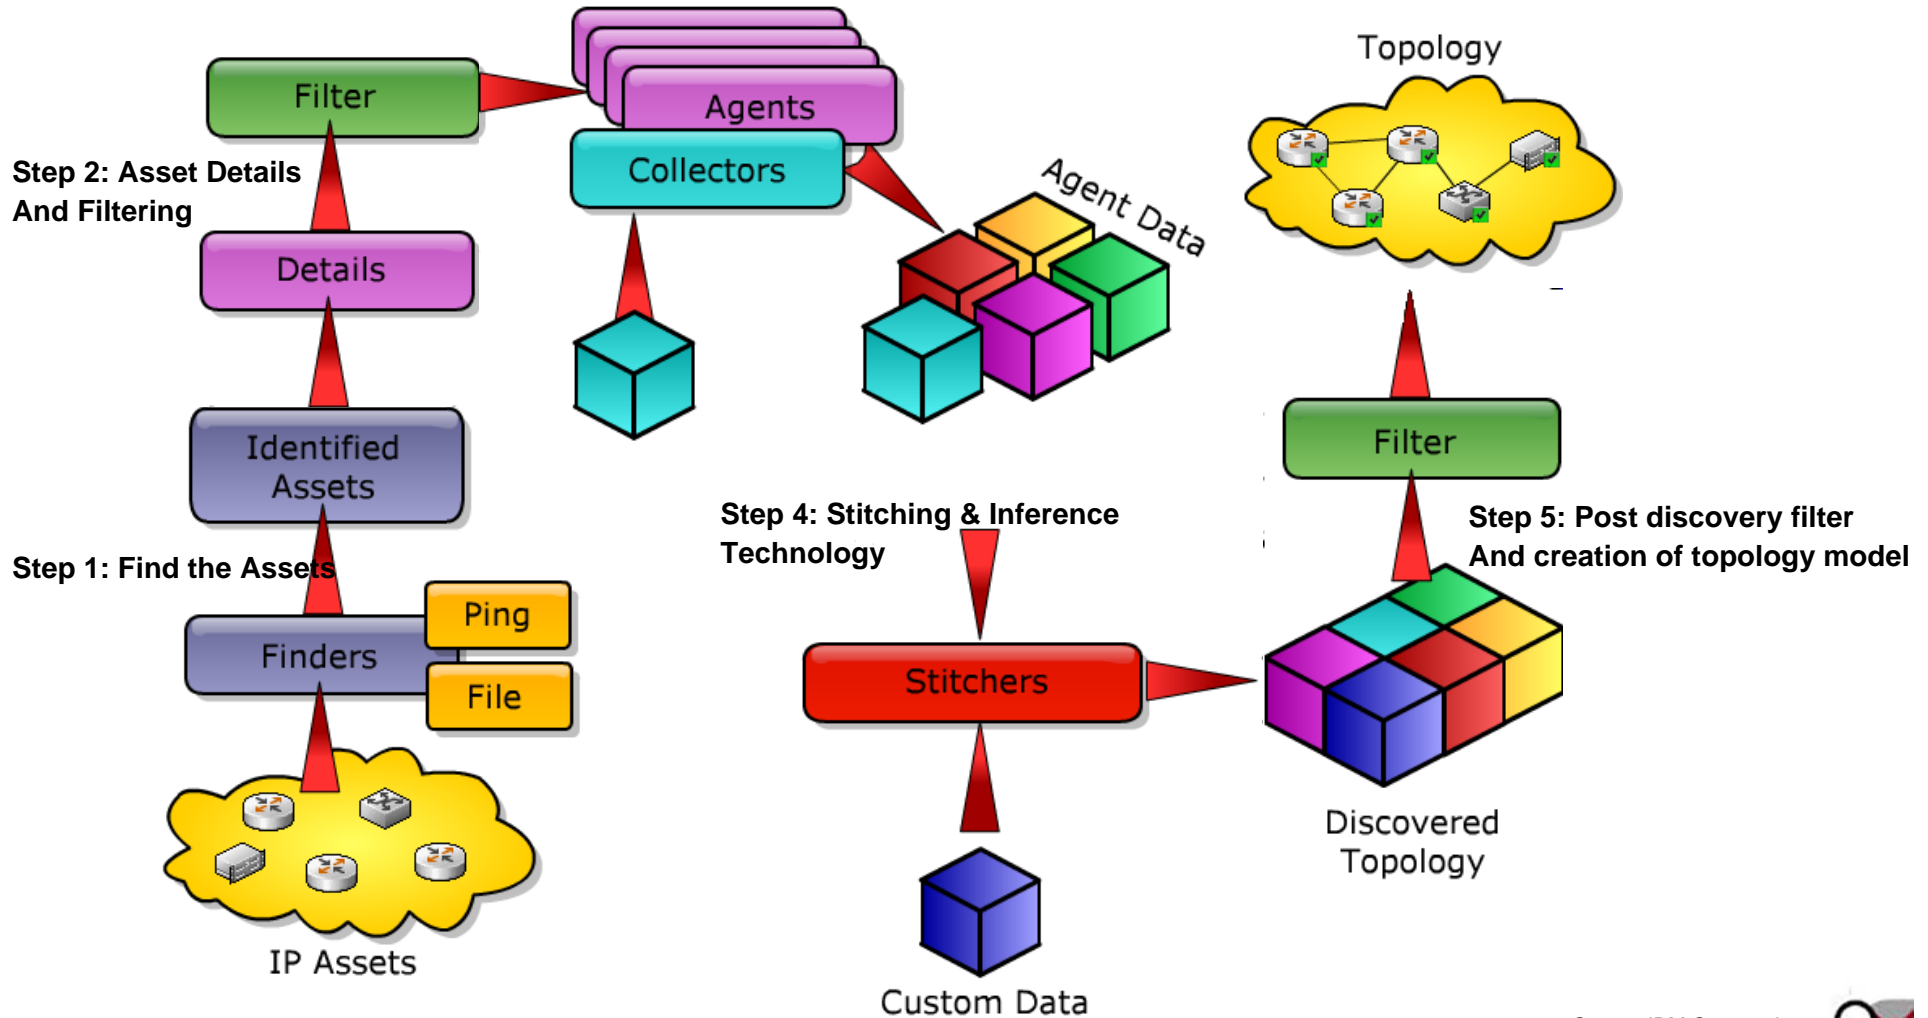 Topology
Filter
Agents
Collectors
Step 2: Asset Details
And Filtering
Agent Data
Details
Identified
Assets
Filter
Step 4: Stitching & Inference
Technology
Step 5: Post discovery filter
And creation of topology model
Step 1: Find the Assets
Ping
Finders
File
Stitchers
Discovered
Topology
IP Assets
Custom Data